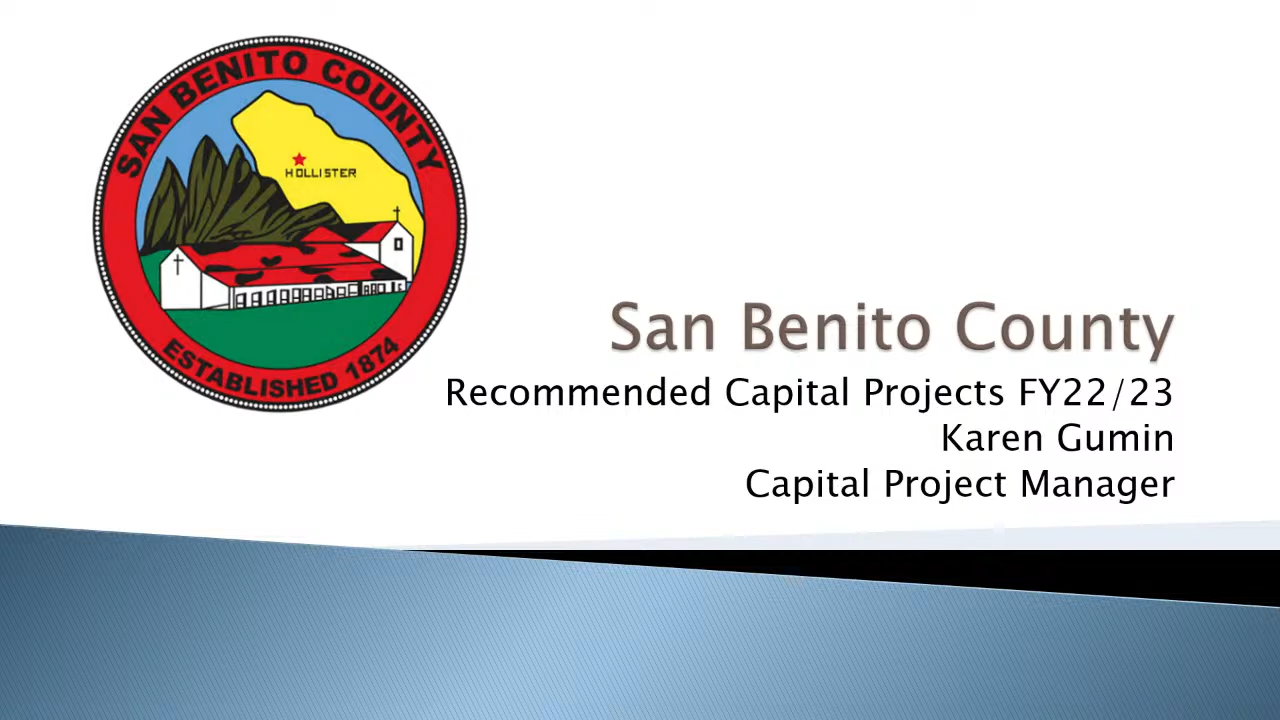 SAN BENITO COUNTY
HOLLISTER
ESTABLISHED 1874
San Benito County
Recommended Capital Projects FY22/23
Karen Gumin
Capital Project Manager